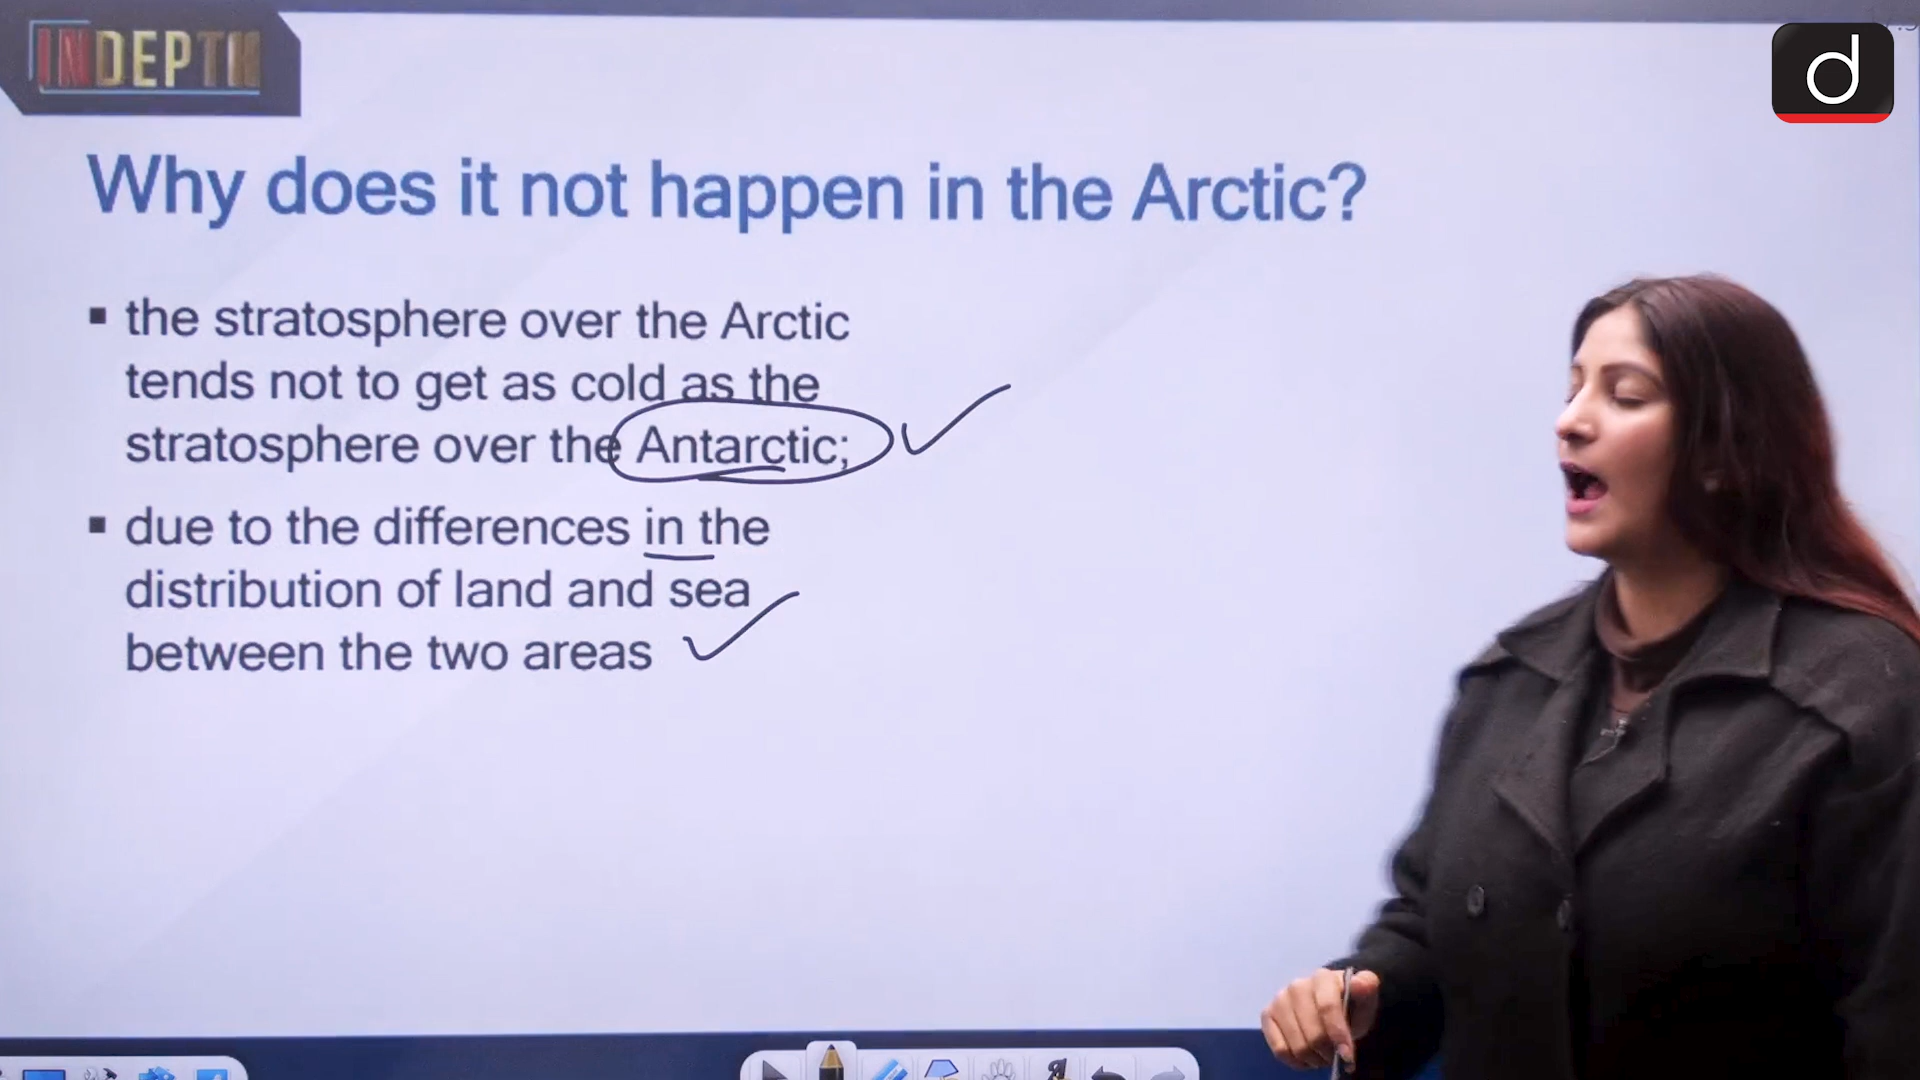 INDEPTH
d
Why does it not happen in the Arctic?
▪ the stratosphere over the Arctic
tends not to get as cold as the
stratosphere over the Antarctic;
▪ due to the differences in the
distribution of land and sea
between the two areas